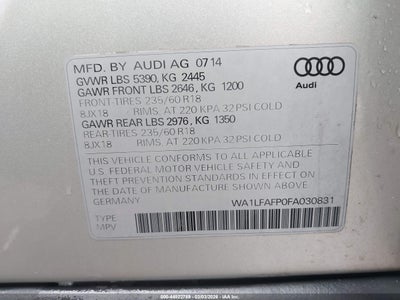 MFD. BY AUDI AG 07 14
GVWR LBS 5390, KG 2445
GAWR FRONT LBS 2646, KG 1200
FRONT-TIRES 235/60 R18
8JX18 RIMS, AT 220 KPA 32 PSI COLD
GAWR REAR LBS 2976, KG 1350
REAR-TIRES 235/60 R18
8JX18 RIMS, AT 220 KPA 32 PSI COLD
Audi
THIS VEHICLE CONFORMS TO ALL APPLICABLE
U.S. FEDERAL MOTOR VEHICLE SAFETY
STANDARDS IN EFFECT ON
THE DATE OF MANUFACTURE SHOWN ABOVE
GERMANY
WA1LFAFP0FA030831
TYPE
MPV